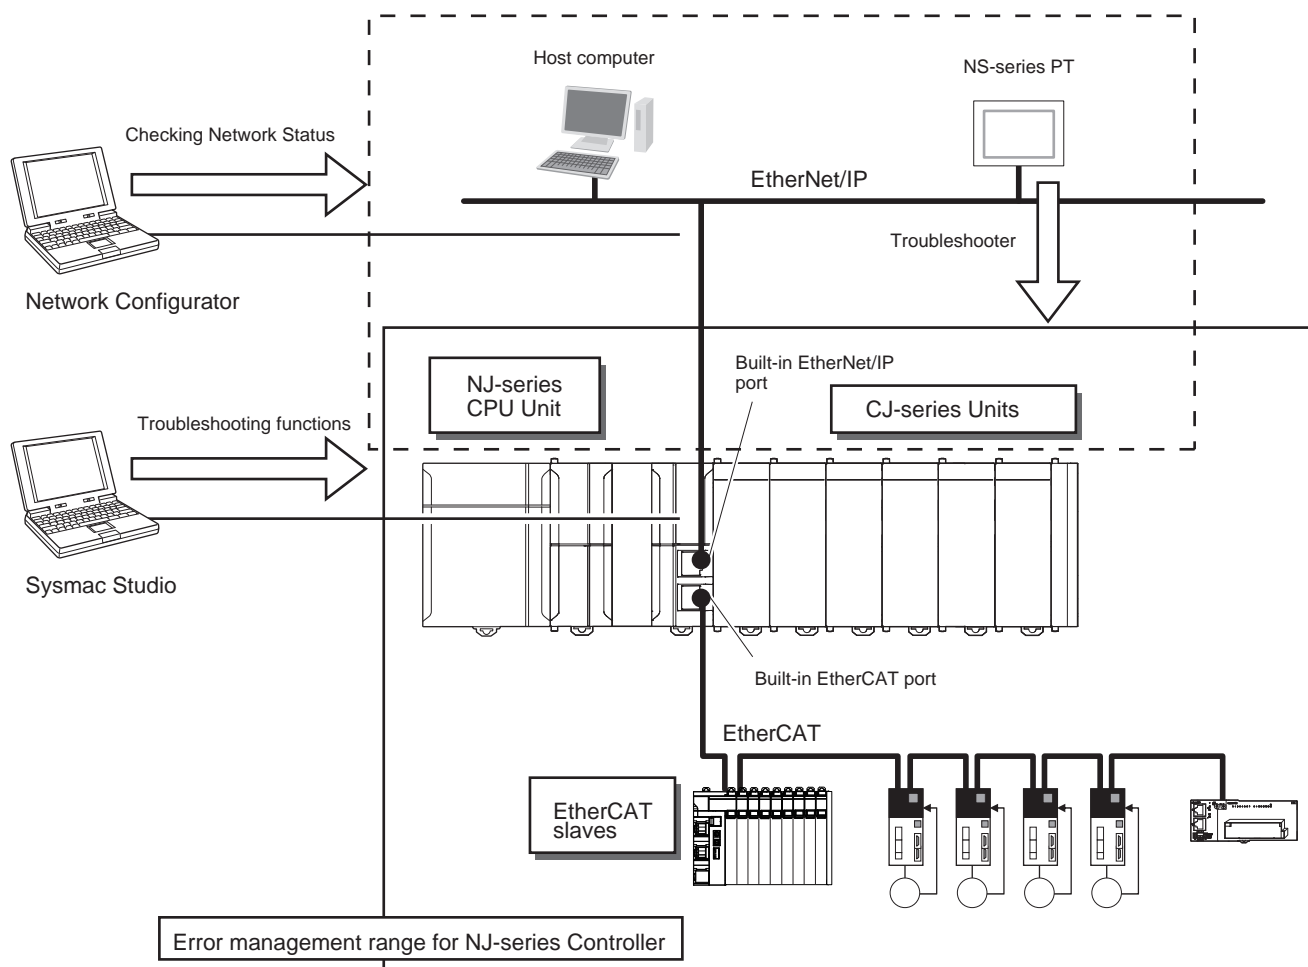 Host computer
NS-series PT
Checking Network Status
EtherNet/IP
Troubleshooter
Network Configurator
Built-in EtherNet/IP
port
NJ-series
CPU Unit
CJ-series Units
Troubleshooting functions
Sysmac Studio
Built-in EtherCAT port
EtherCAT
EtherCAT
slaves
Error management range for NJ-series Controller